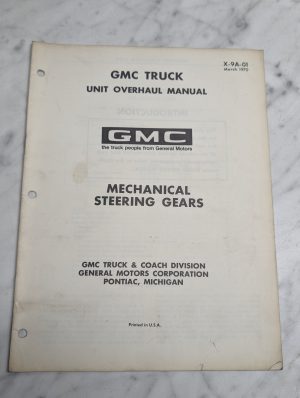 X-9A-01
March 1970
GMC TRUCK
UNIT OVERHAUL MANUAL
GMC
the truck people from General Motors
MECHANICAL
STEERING GEARS
GMC TRUCK & COACH DIVISION
GENERAL MOTORS CORPORATION
PONTIAC, MICHIGAN
Printed in U.S.A.